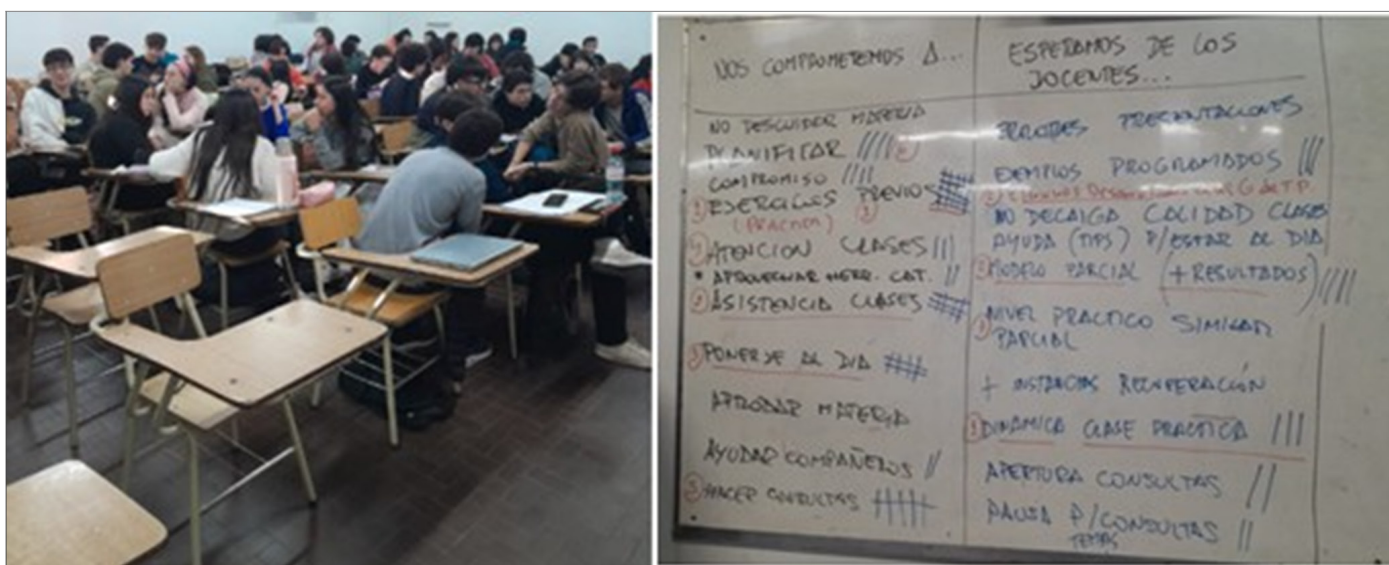 NOS COMPROMETEMOS A...
NO DESCUIDAR MATERIA
PLANIFICAR ////
COMPROMISO ////
EJERCICIOS PREVIOS
(PRACTICA)
ATENCION CLASES |||
• APROVECHAR HERR. CAT. //
ASISTENCIA CLASES
PONERSE AL DIA
APROBAR MATERIA
AYUDAR COMPAÑEROS //
HACER CONSULTAS
ESPERAMOS DE LOS
DOCENTES...
PRESENTACIONES
EJEMPLOS PROGRAMADOS |||
NO DECAIGA CALIDAD CLASES
AYUDA (TIPS) P/ESTAR AL DIA
MODELO PARCIAL (+ RESULTADOS) ////
NIVEL PRACTICO SIMILAR
PARCIAL
+ INSTANCIAS RECUPERACIÓN
DINAMICA CLASE PRACTICA |||
APERTURA CONSULTAS //
PAUSA P/CONSULTAS //
TEMAS